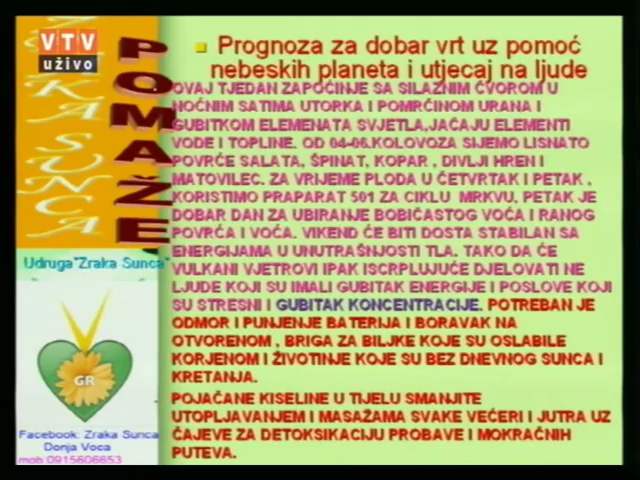 VTV
uživo
ZRAKA SUNCA
POMAŽE
Prognoza za dobar vrt uz pomoć
nebeskih planeta i utjecaj na ljude
OVAJ TJEDAN ZAPOČINJE SA SILAZNIM ČVOROM U
NOĆNIM SATIMA UTORKA I POMRČINOM URANA I
GUBITKOM ELEMENATA SVJETLA,JAČAJU ELEMENTI
VODE I TOPLINE. OD 04-06.KOLOVOZA SIJEMO LISNATO
POVRĆE SALATA, ŠPINAT, KOPAR , DIVLJI HREN I
MATOVILEC. ZA VRIJEME PLODA U ČETVRTAK I PETAK ,
KORISTIMO PRAPARAT 501 ZA CIKLU MRKVU, PETAK JE
DOBAR DAN ZA UBIRANJE BOBIČASTOG VOĆA I RANOG
POVRĆA I VOĆA. VIKEND ĆE BITI DOSTA STABILAN SA
ENERGIJAMA U UNUTRAŠNJOSTI TLA. TAKO DA ĆE
VULKANI VJETROVI IPAK ISCRPLJUJUĆE DJELOVATI NE
LJUDE KOJI SU IMALI GUBITAK ENERGIJE I POSLOVE KOJI
SU STRESNI I GUBITAK KONCENTRACIJE. POTREBAN JE
ODMOR I PUNJENJE BATERIJA I BORAVAK NA
OTVORENOM , BRIGA ZA BILJKE KOJE SU OSLABILE
KORJENOM I ŽIVOTINJE KOJE SU BEZ DNEVNOG SUNCA I
KRETANJA.
POJAČANE KISELINE U TIJELU SMANJITE
UTOPLJAVANJEM I MASAŽAMA SVAKE VEČERI I JUTRA UZ
ČAJEVE ZA DETOKSIKACIJU PROBAVE I MOKRAČNIH
PUTEVA.
Udruga"Zraka Sunca"
GR
Facebook: Zraka Sunca
Donja Voca
mob:0915606653